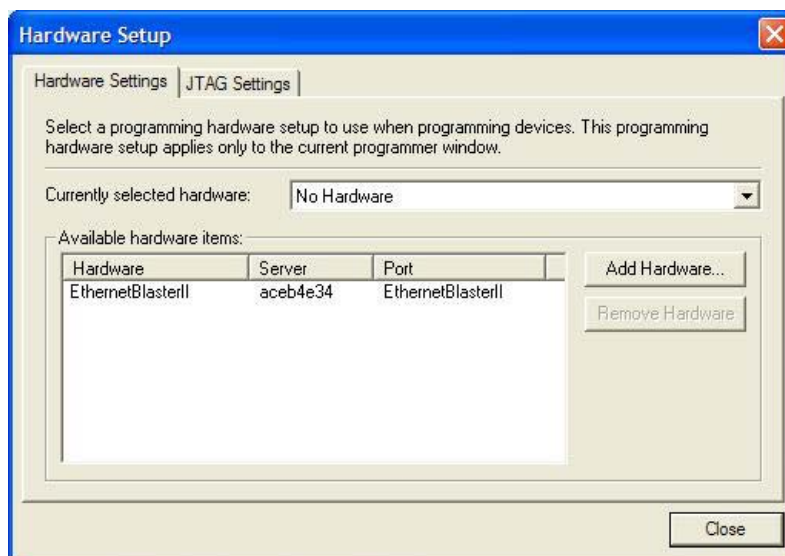 Hardware Setup
Hardware Settings JTAG Settings
Select a programming hardware setup to use when programming devices. This programming
hardware setup applies only to the current programmer window.
Currently selected hardware: No Hardware
Available hardware items:
Hardware Server Port Add Hardware...
EthernetBlasterII aceb4e34 EthernetBlasterII
Remove Hardware
Close